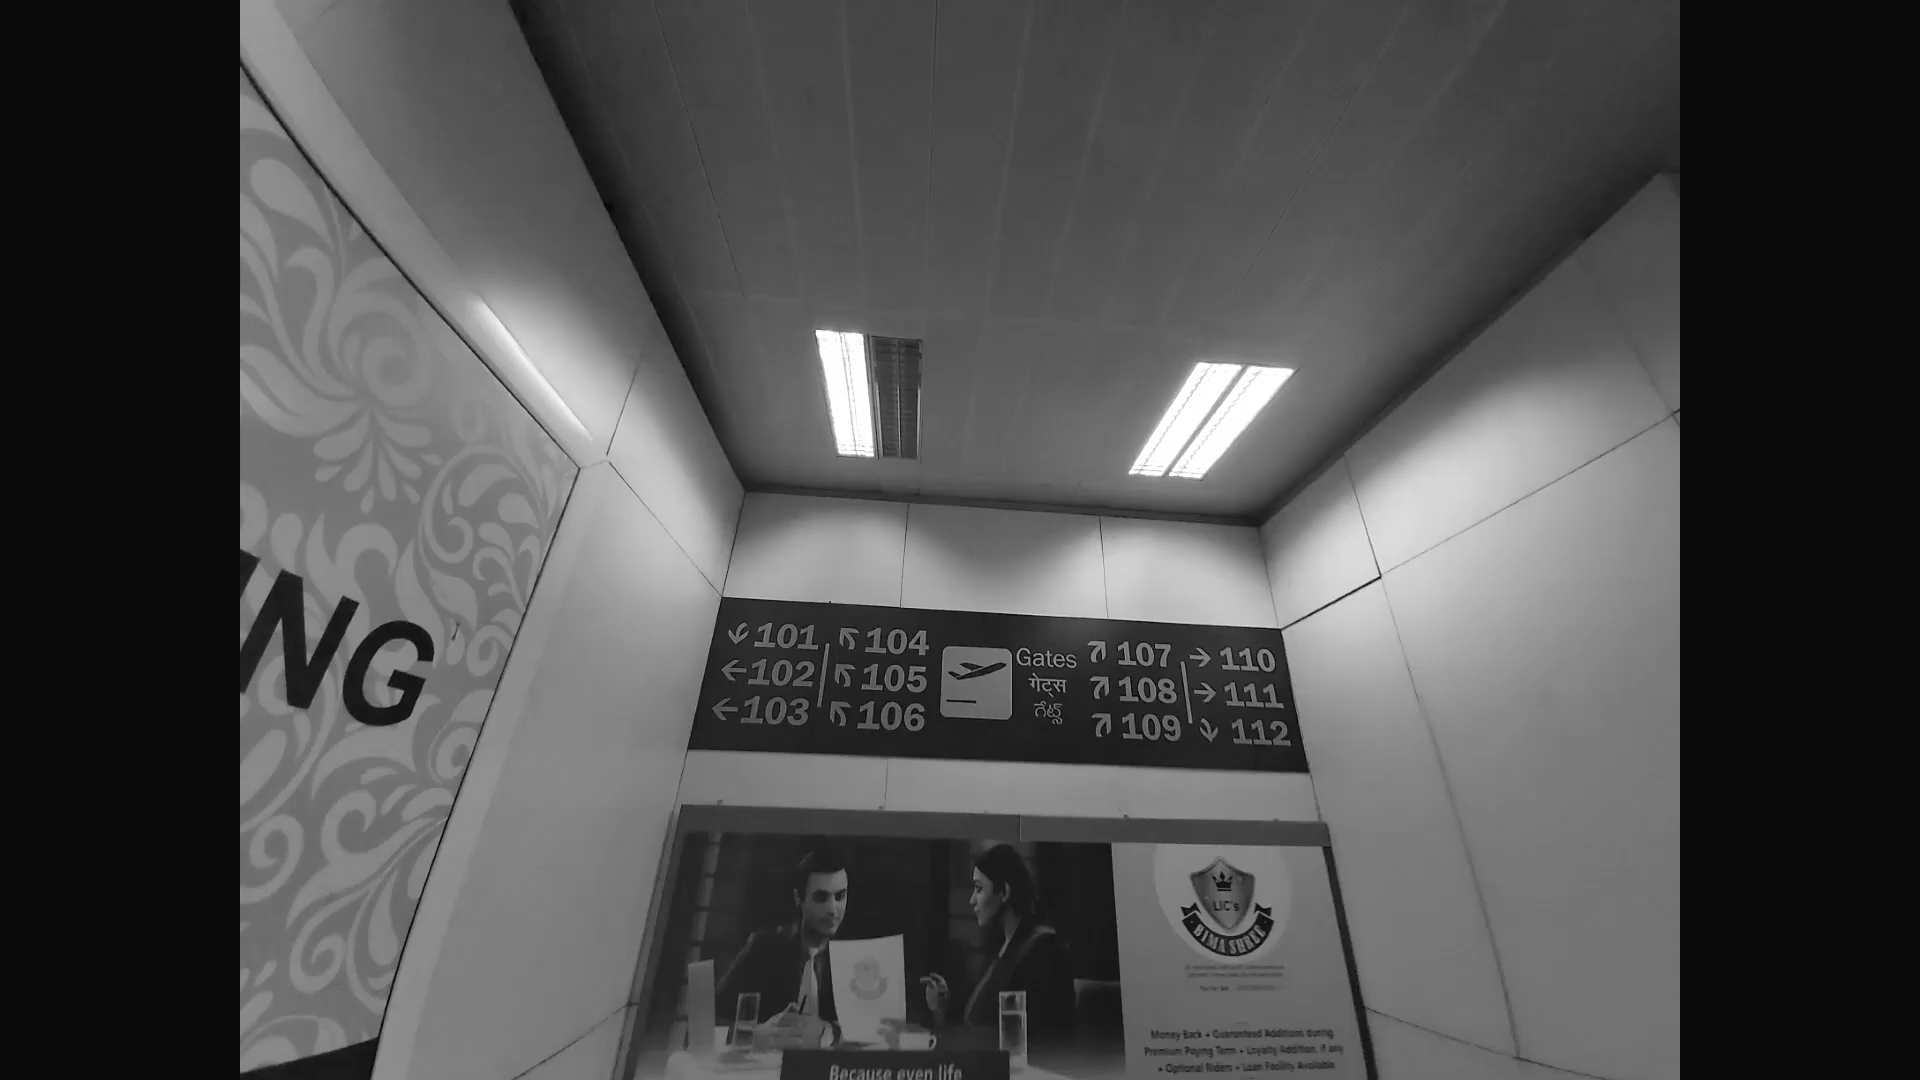 NG
↙ 101
← 102
← 103
↖ 104
↖ 105
↖ 106
Gates
गेट्स
గేట్స్
↗ 107
↗ 108
↗ 109
→ 110
→ 111
↓ 112
LIC's
BIMA SHREE
Money Back + Guaranteed Additions during
Premium Paying Term + Loyalty Addition, if any
+ Optional Riders + Loan Facility Available
Because even life